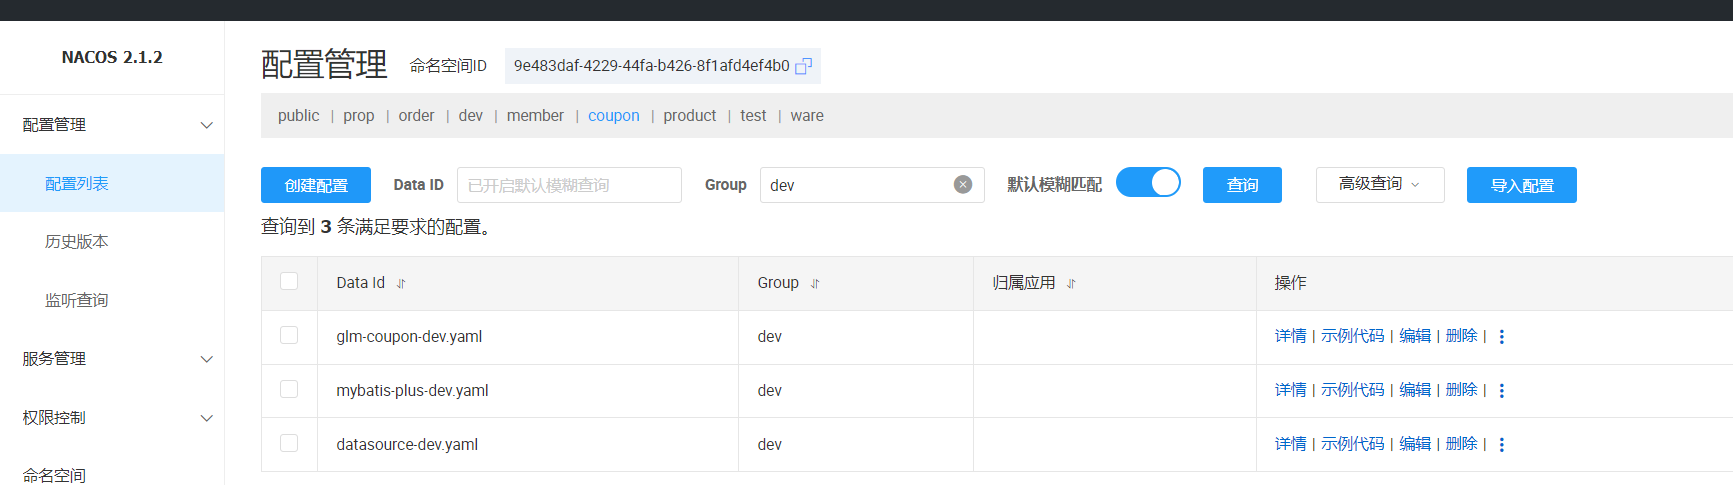 NACOS 2.1.2
配置管理
配置列表
历史版本
监听查询
服务管理
权限控制
命名空间
配置管理 命名空间ID 9e483daf-4229-44fa-b426-8f1afd4ef4b0
public | prop | order | dev | member | coupon | product | test | ware
创建配置 Data ID 已开启默认模糊查询 Group dev 默认模糊匹配 查询 高级查询 导入配置
查询到 3 条满足要求的配置。
Data Id Group 归属应用 操作
glm-coupon-dev.yaml dev 详情 | 示例代码 | 编辑 | 删除 |
mybatis-plus-dev.yaml dev 详情 | 示例代码 | 编辑 | 删除 |
datasource-dev.yaml dev 详情 | 示例代码 | 编辑 | 删除 |